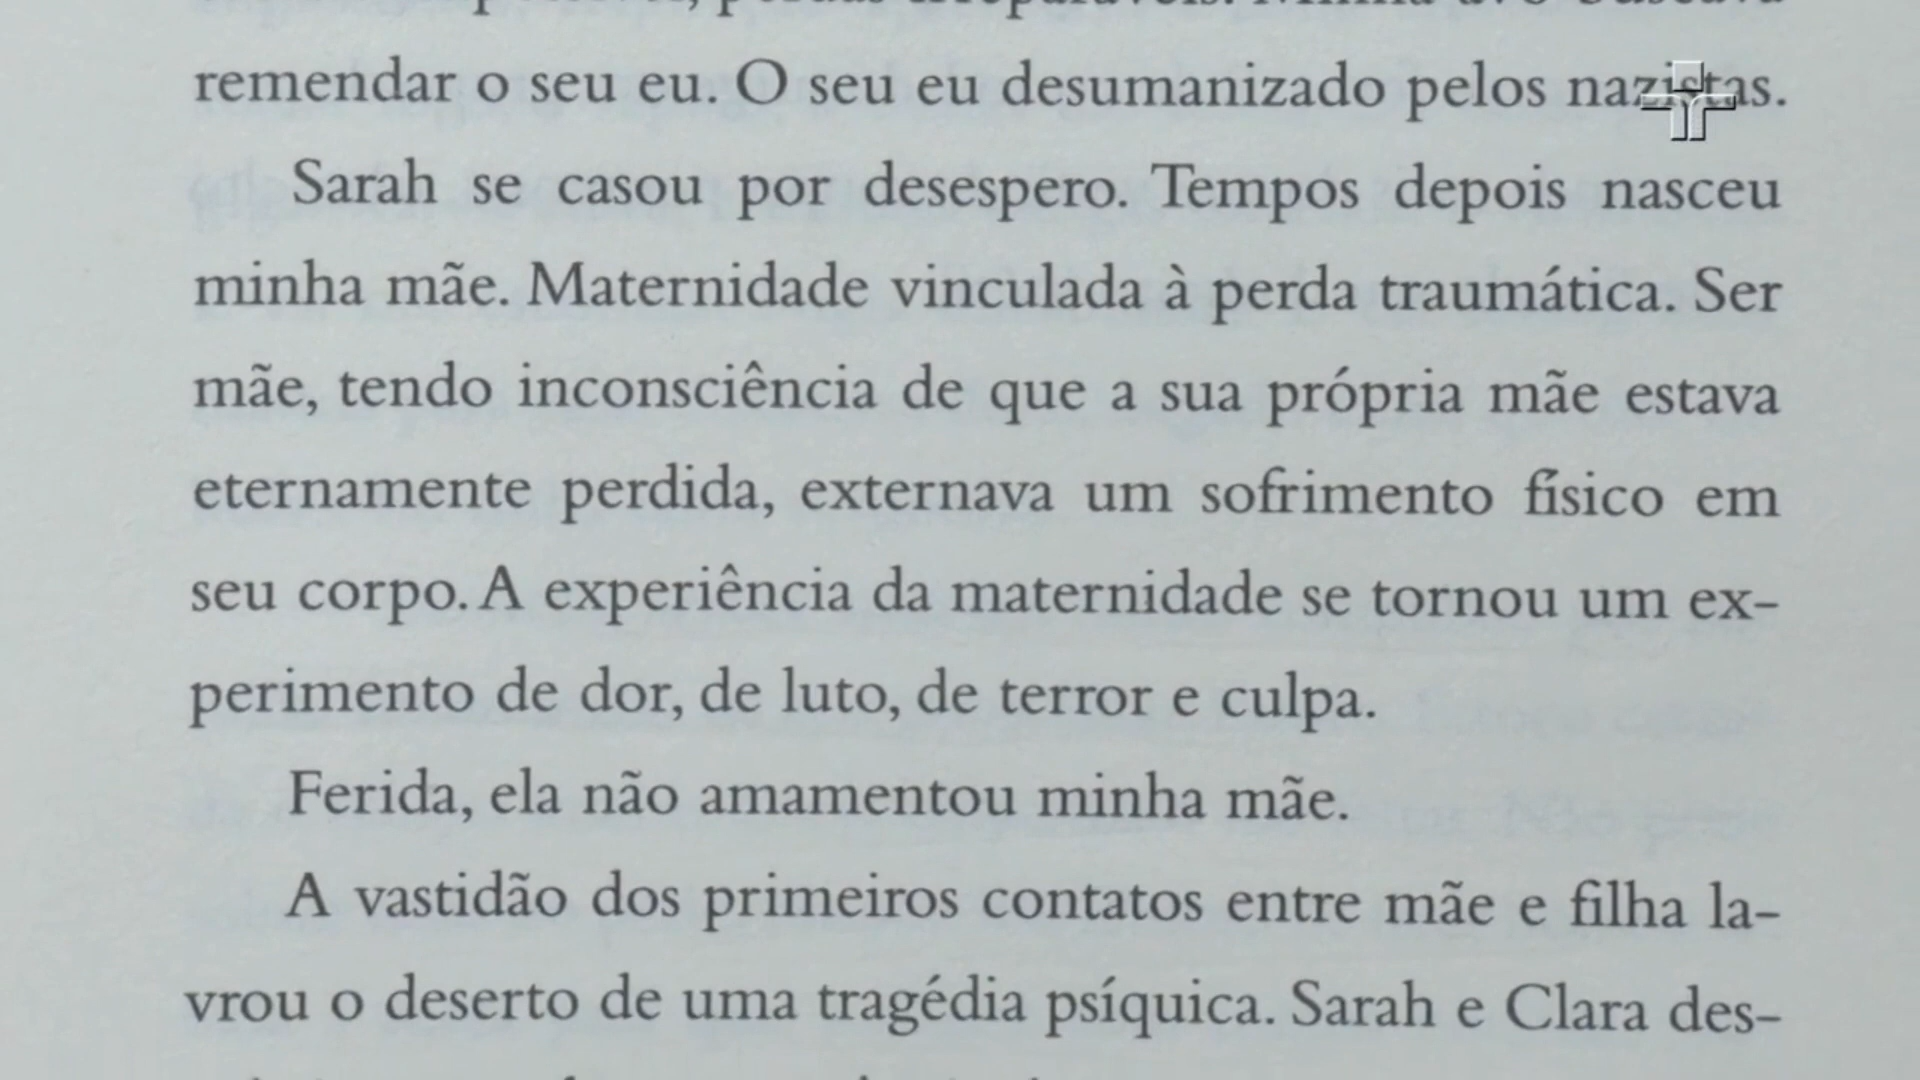 remendar o seu eu. O seu eu desumanizado pelos nazistas.
Sarah se casou por desespero. Tempos depois nasceu
minha mãe. Maternidade vinculada à perda traumática. Ser
mãe, tendo inconsciência de que a sua própria mãe estava
eternamente perdida, externava um sofrimento físico em
seu corpo. A experiência da maternidade se tornou um ex-
perimento de dor, de luto, de terror e culpa.
Ferida, ela não amamentou minha mãe.
A vastidão dos primeiros contatos entre mãe e filha la-
vrou o deserto de uma tragédia psíquica. Sarah e Clara des-